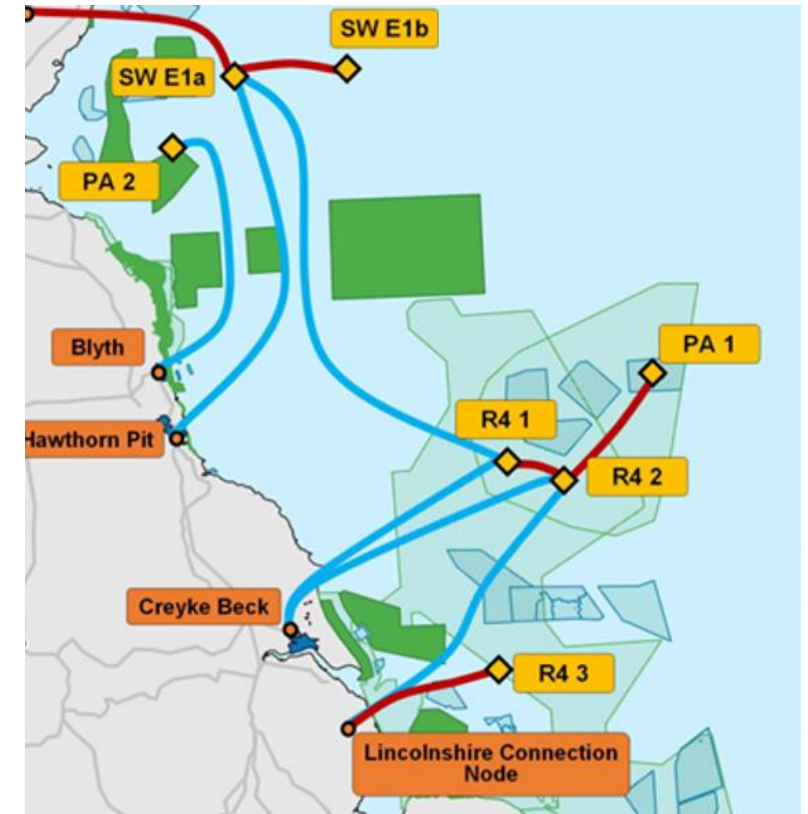 SW E1b
SW E1a
PA 2
Blyth
PA 1
R4 1
Hawthorn Pit
R4 2
Creyke Beck
R4 3
Lincolnshire Connection
Node